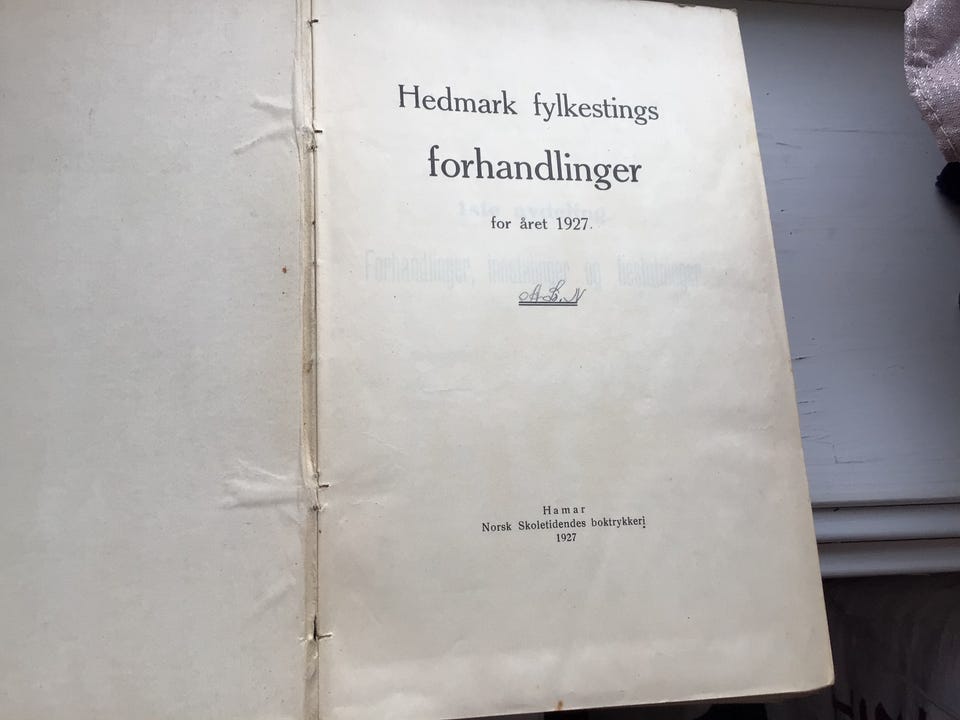 Hedmark fylkestings
forhandlinger
for året 1927.
Hamar
Norsk Skoletidendes boktrykkeri
1927